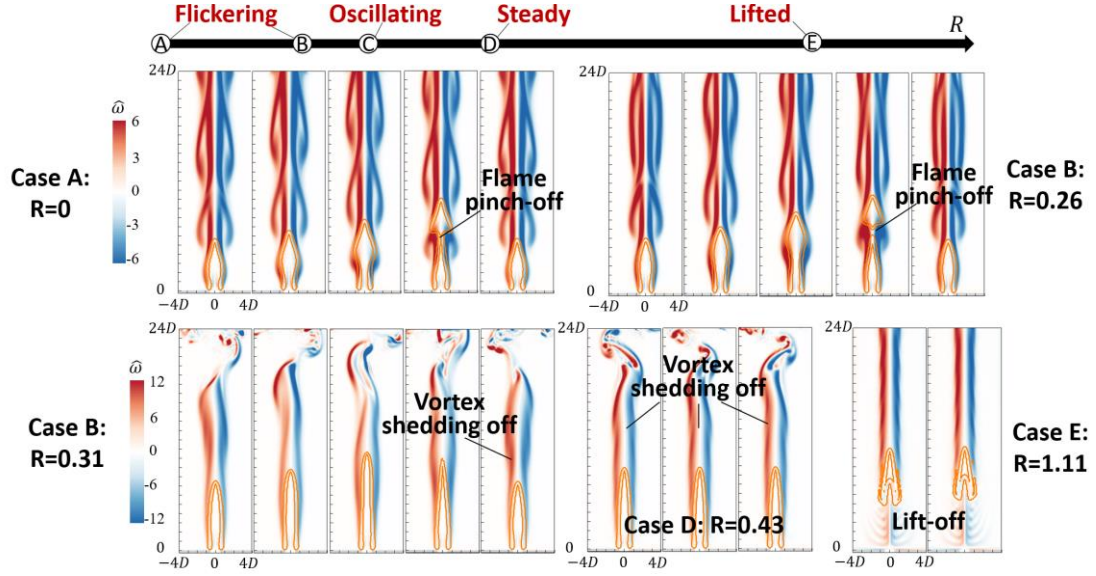 Flickering Oscillating Steady Lifted
A B C D E R
24D
24D
ω̂
6
3
0
-3
-6
Case A:
R=0
Flame
pinch-off
Flame
pinch-off
Case B:
R=0.26
0
0
−4D 0 4D
−4D 0 4D
24D
24D
24D
ω̂
12
6
0
-6
-12
Case B:
R=0.31
Vortex
shedding off
Vortex
shedding off
Case D: R=0.43
Lift-off
Case E:
R=1.11
0
0
0
−4D 0 4D
−4D 0 4D
−4D 0 4D